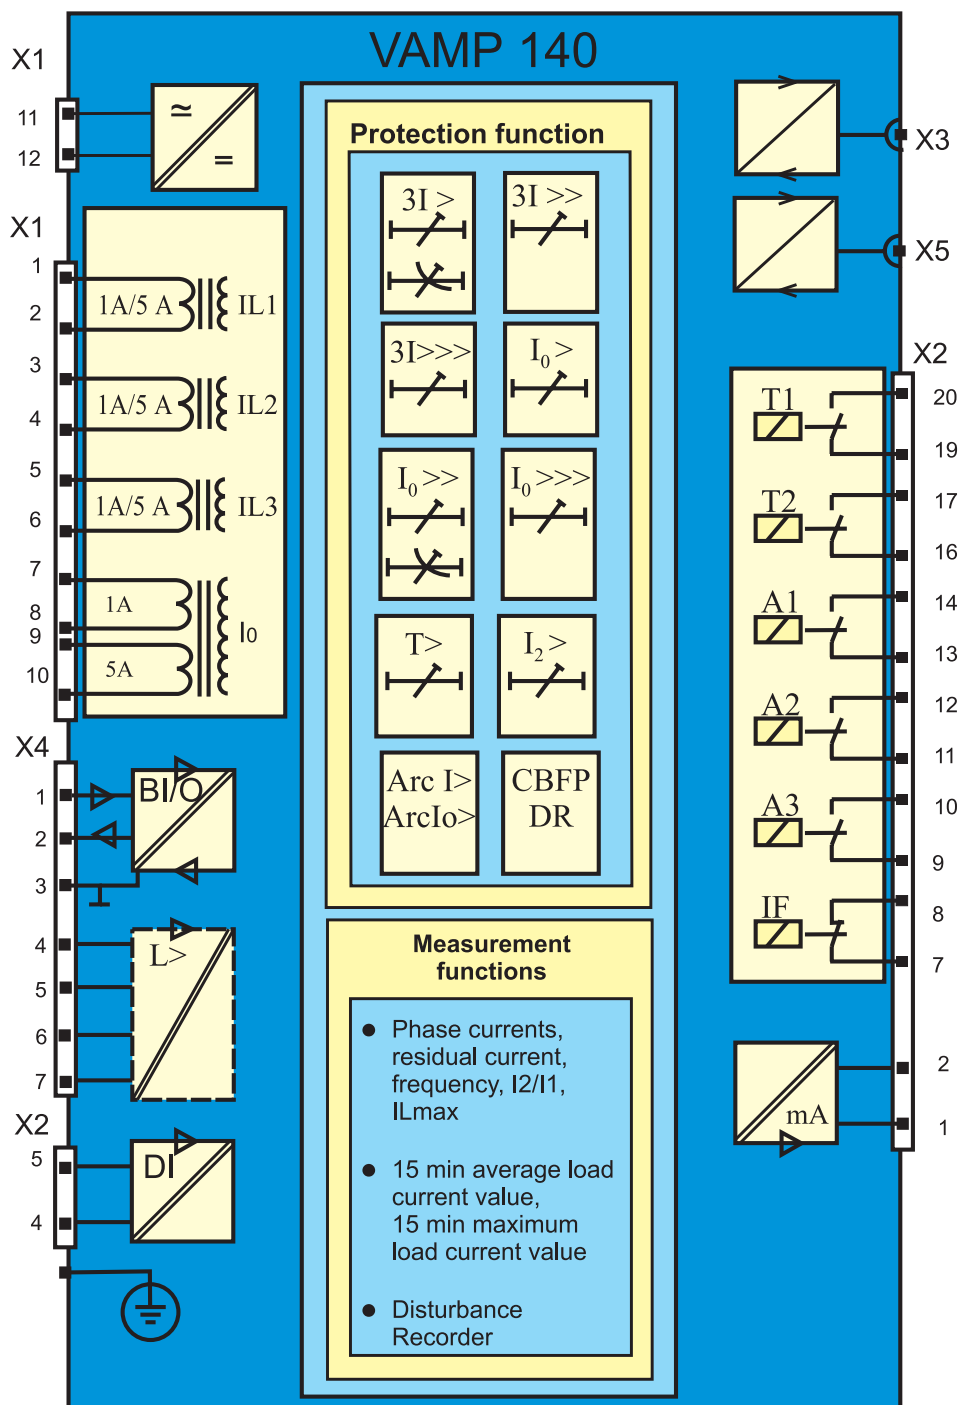 VAMP 140
X1
11
12
≃
=
X1
1
2
3
4
5
6
7
8
9
10
1A/5 A
IL1
1A/5 A
IL2
1A/5 A
IL3
1A
5A
I0
X4
1
2
3
4
5
6
7
BI/O
L>
X2
5
4
DI
Protection function
3I >
3I >>
3I>>>
I0 >
I0 >>
I0 >>>
T>
I2 >
Arc I>
ArcIo>
CBFP
DR
Measurement
functions
● Phase currents,
residual current,
frequency, I2/I1,
ILmax
● 15 min average load
current value,
15 min maximum
load current value
● Disturbance
Recorder
X3
X5
X2
T1
20
19
T2
17
16
A1
14
13
A2
12
11
A3
10
9
IF
8
7
mA
2
1